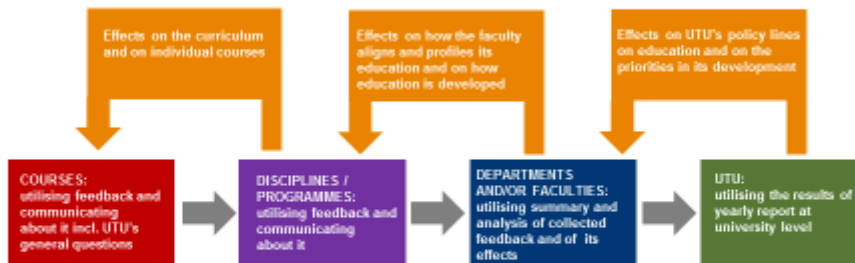 Effects on the curriculum
and on individual courses
Effects on how the faculty
aligns and profiles its
education and on how
education is developed
Effects on UTU's policy lines
on education and on the
priorities in its development
COURSES:
utilising feedback and
communicating
about it incl. UTU's
general questions
DISCIPLINES /
PROGRAMMES:
utilising feedback and
communicating
about it
DEPARTMENTS
AND/OR FACULTIES:
utilising summary and
analysis of collected
feedback and of its
effects
UTU:
utilising the results of
yearly report at
university level